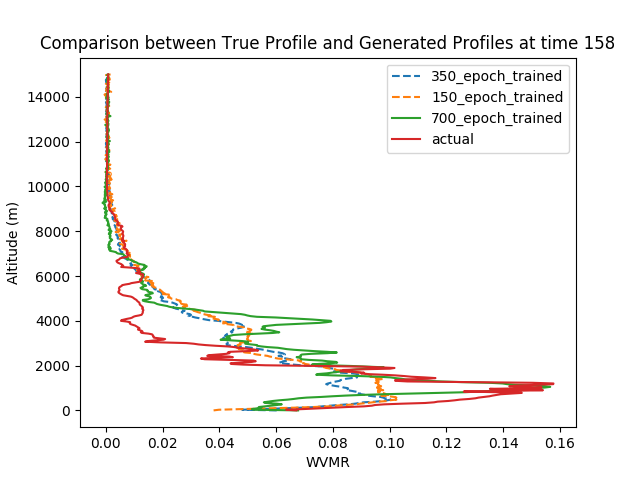 Comparison between True Profile and Generated Profiles at time 158
350_epoch_trained
150_epoch_trained
700_epoch_trained
actual
Altitude (m)
14000
12000
10000
8000
6000
4000
2000
0
0.00 0.02 0.04 0.06 0.08 0.10 0.12 0.14 0.16
WVMR